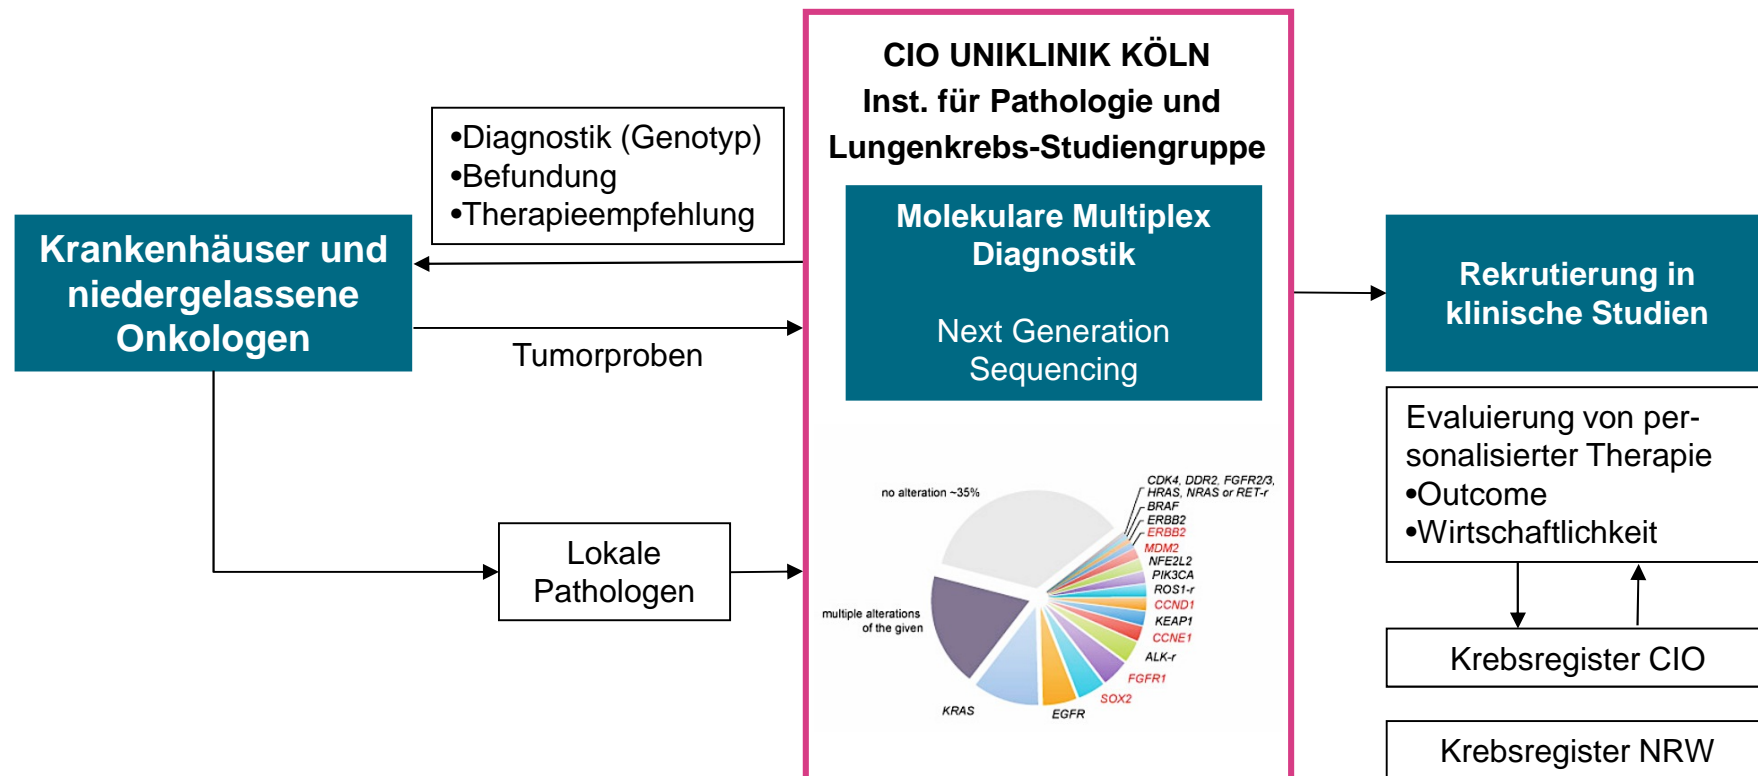 CIO UNIKLINIK KÖLN
Inst. für Pathologie und
Lungenkrebs-Studiengruppe
•Diagnostik (Genotyp)
•Befundung
•Therapieempfehlung
Krankenhäuser und
niedergelassene
Onkologen
Tumorproben
Lokale
Pathologen
Molekulare Multiplex
Diagnostik
Next Generation
Sequencing
no alteration ~35%
multiple alterations
of the given
KRAS
EGFR
SOX2
FGFR1
ALK-r
CCNE1
KEAP1
CCND1
ROS1-r
PIK3CA
NFE2L2
MDM2
ERBB2
ERBB2
BRAF
CDK4, DDR2, FGFR2/3,
HRAS, NRAS or RET-r
Rekrutierung in
klinische Studien
Evaluierung von per-
sonalisierter Therapie
•Outcome
•Wirtschaftlichkeit
Krebsregister CIO
Krebsregister NRW